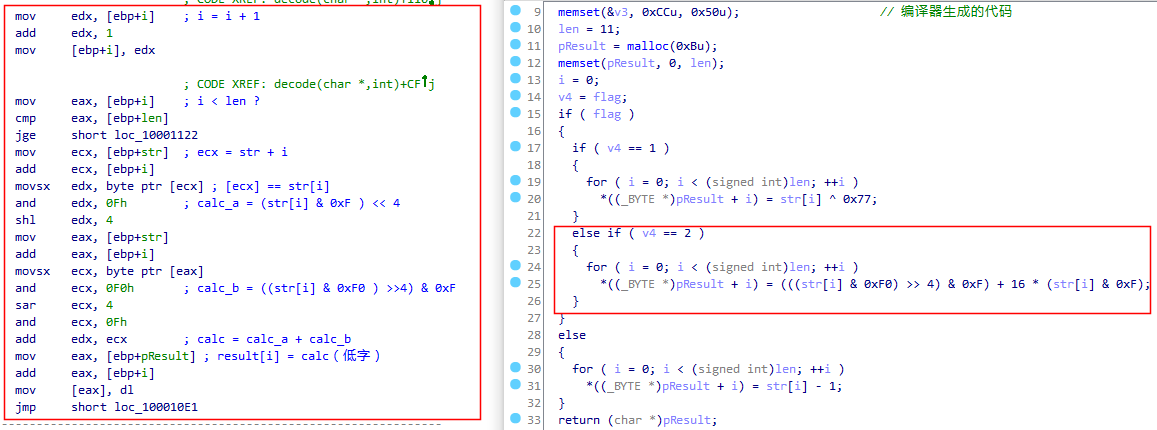 ; CODE XREF: decode(char *,int)+110↓j
mov edx, [ebp+i] ; i = i + 1
add edx, 1
mov [ebp+i], edx
; CODE XREF: decode(char *,int)+CF↑j
mov eax, [ebp+i] ; i < len ?
cmp eax, [ebp+len]
jge short loc_10001122
mov ecx, [ebp+str] ; ecx = str + i
add ecx, [ebp+i]
movsx edx, byte ptr [ecx] ; [ecx] == str[i]
and edx, 0Fh ; calc_a = (str[i] & 0xF ) << 4
shl edx, 4
mov eax, [ebp+str]
add eax, [ebp+i]
movsx ecx, byte ptr [eax]
and ecx, 0F0h ; calc_b = ((str[i] & 0xF0 ) >>4) & 0xF
sar ecx, 4
and ecx, 0Fh
add edx, ecx ; calc = calc_a + calc_b
mov eax, [ebp+pResult] ; result[i] = calc（低字）
add eax, [ebp+i]
mov [eax], dl
jmp short loc_100010E1
9 memset(&v3, 0xCCu, 0x50u); // 编译器生成的代码
10 len = 11;
11 pResult = malloc(0xBu);
12 memset(pResult, 0, len);
13 i = 0;
14 v4 = flag;
15 if ( flag )
16 {
17 if ( v4 == 1 )
18 {
19 for ( i = 0; i < (signed int)len; ++i )
20 *((_BYTE *)pResult + i) = str[i] ^ 0x77;
21 }
22 else if ( v4 == 2 )
23 {
24 for ( i = 0; i < (signed int)len; ++i )
25 *((_BYTE *)pResult + i) = (((str[i] & 0xF0) >> 4) & 0xF) + 16 * (str[i] & 0xF);
26 }
27 }
28 else
29 {
30 for ( i = 0; i < (signed int)len; ++i )
31 *((_BYTE *)pResult + i) = str[i] - 1;
32 }
33 return (char *)pResult;